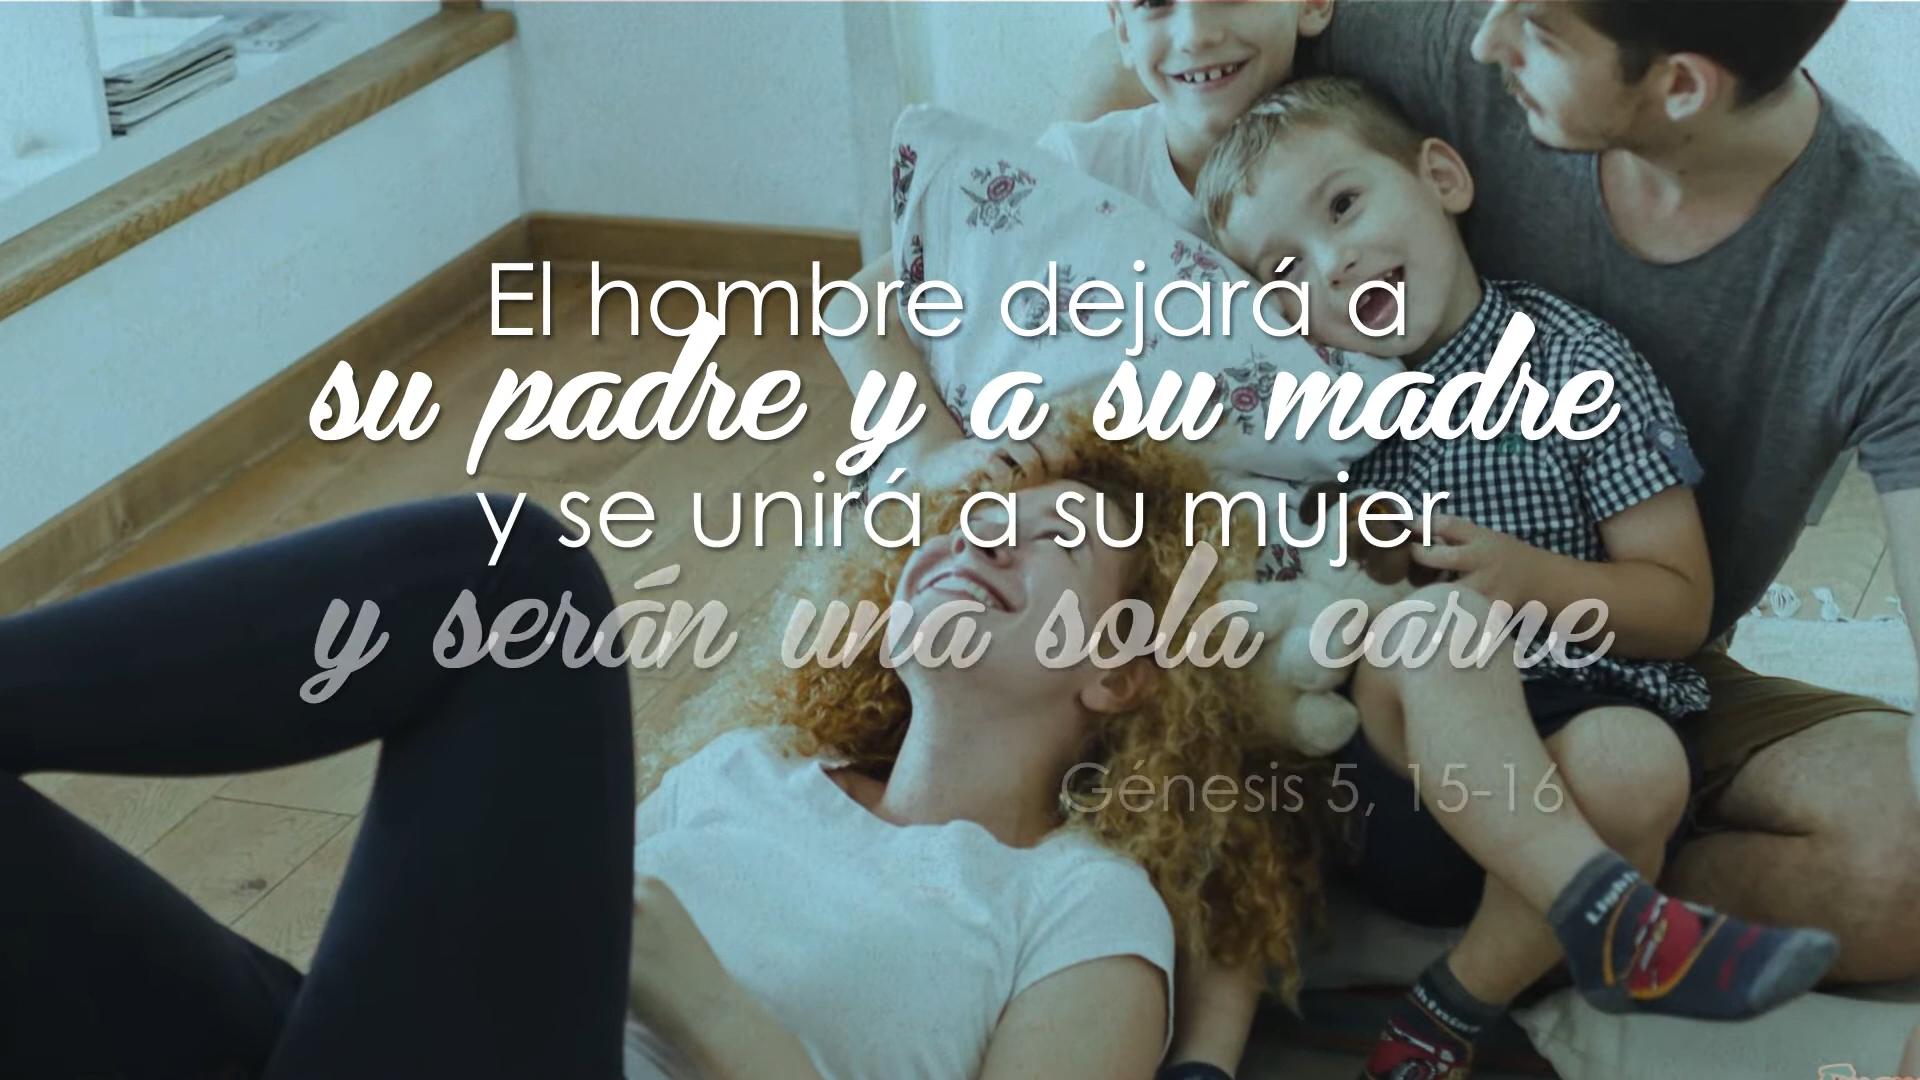 El hombre dejará a
su padre y a su madre
y se unirá a su mujer
y serán una sola carne
Génesis 5, 15-16